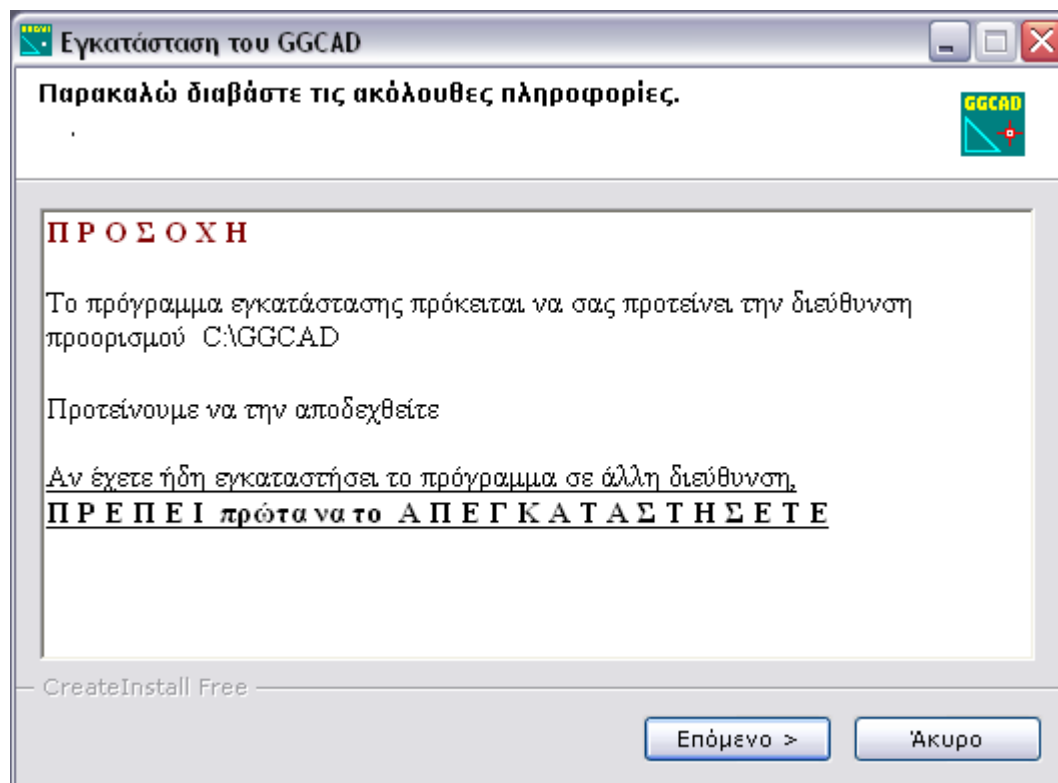 Εγκατάσταση του GGCAD
Παρακαλώ διαβάστε τις ακόλουθες πληροφορίες.
.
GGCAD
Π Ρ Ο Σ Ο Χ Η
Το πρόγραμμα εγκατάστασης πρόκειται να σας προτείνει την διεύθυνση
προορισμού C:\GGCAD
Προτείνουμε να την αποδεχθείτε
Αν έχετε ήδη εγκαταστήσει το πρόγραμμα σε άλλη διεύθυνση,
Π Ρ Ε Π Ε Ι πρώτα να το Α Π Ε Γ Κ Α Τ Α Σ Τ Η Σ Ε Τ Ε
CreateInstall Free
Επόμενο >
Άκυρο